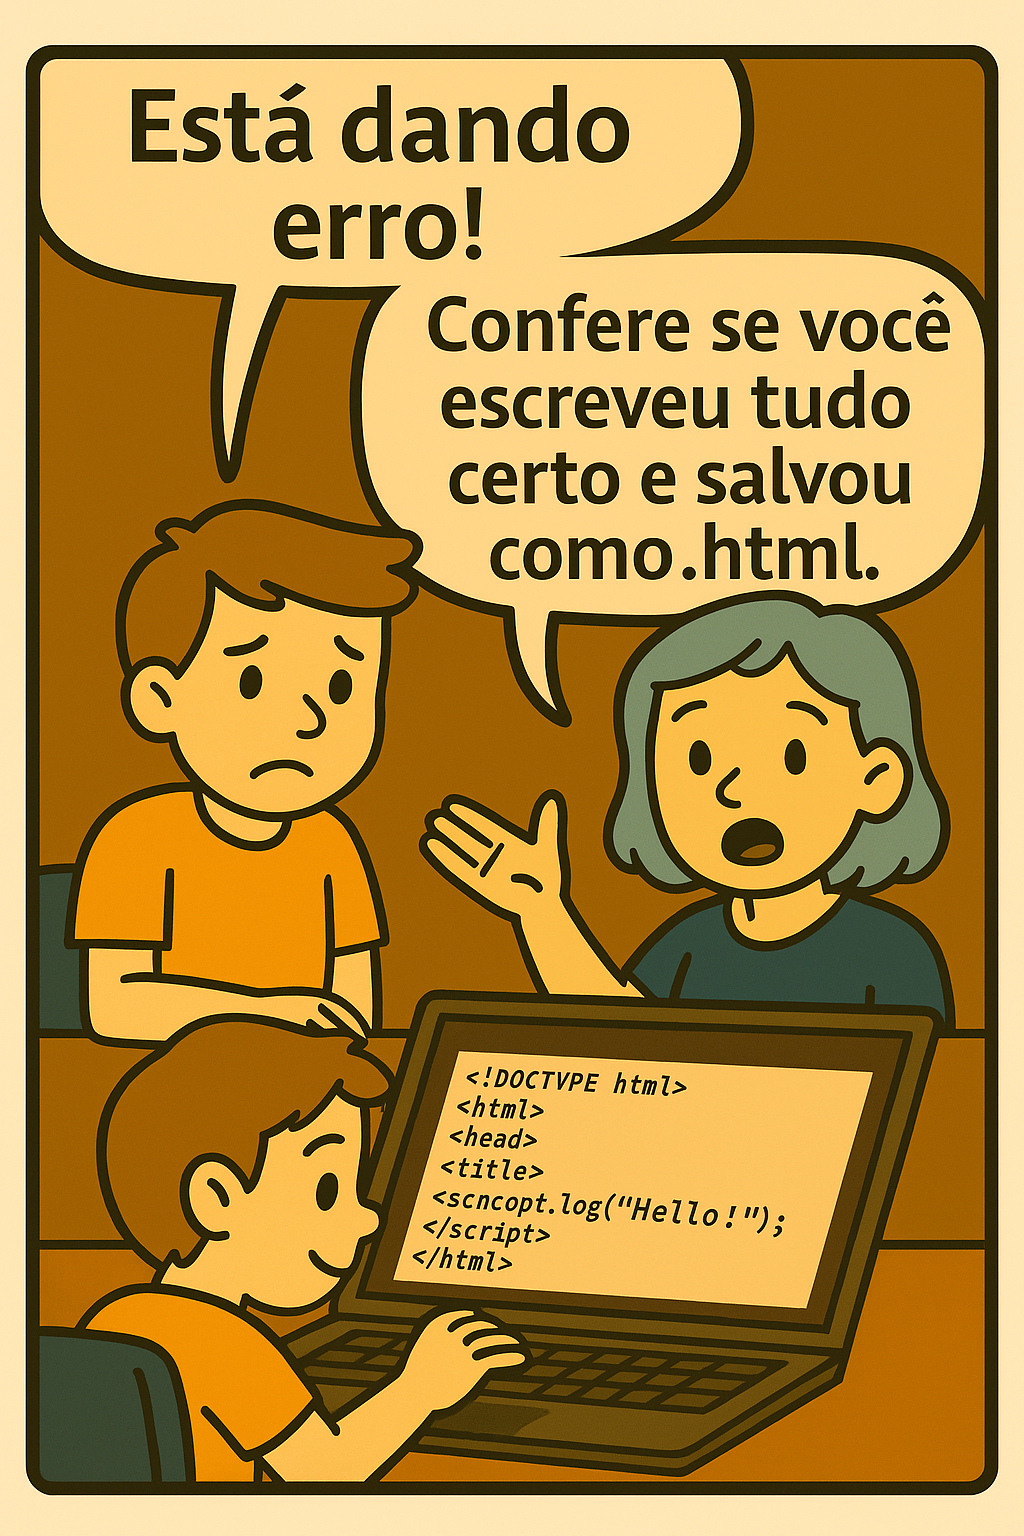 Está dando
erro!
Confere se você
escreveu tudo
certo e salvou
como.html.
<!DOCTVPE html>
<html>
<head>
<title>
<scncopt.log("Hello!");
</script>
</html>